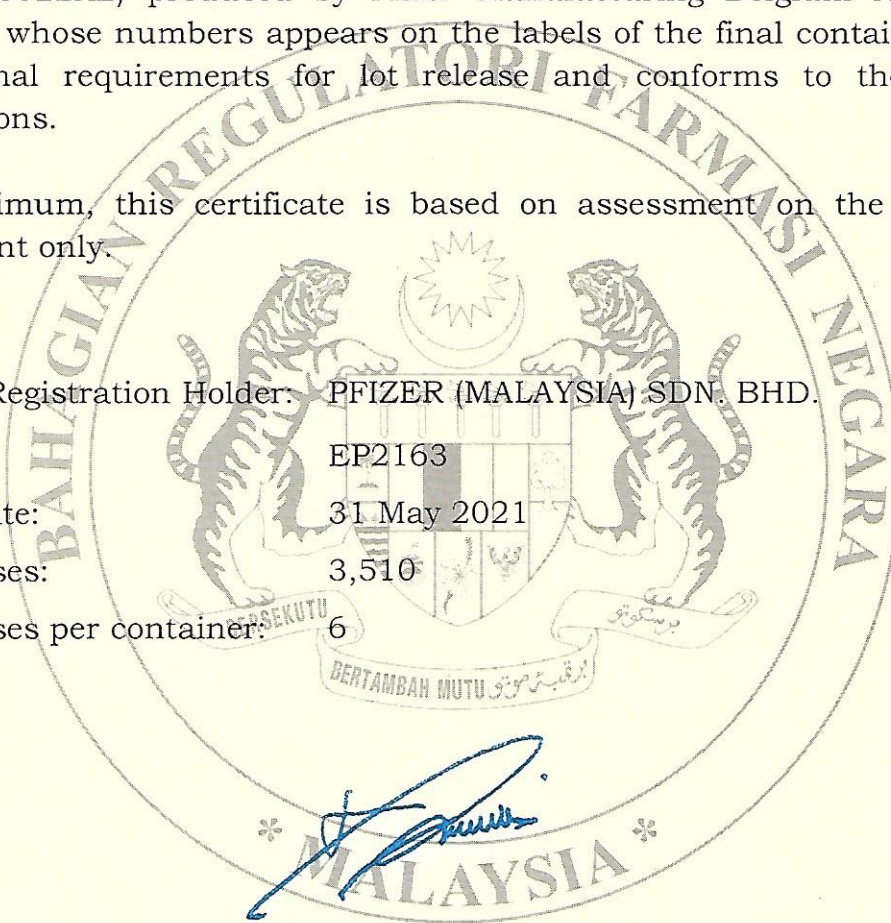 whose numbers appears on the labels of the final contai
nal requirements for lot release and conforms to the
ons.
imum, this certificate is based on assessment on the
nt only.
Registration Holder: PFIZER (MALAYSIA) SDN. BHD.
EP2163
te: 31 May 2021
ses: 3,510
ses per container: 6
BAHAGIAN REGULATORI FARMASI NEGARA
BERSEKUTU
BERTAMBAH MUTU
* MALAYSIA *